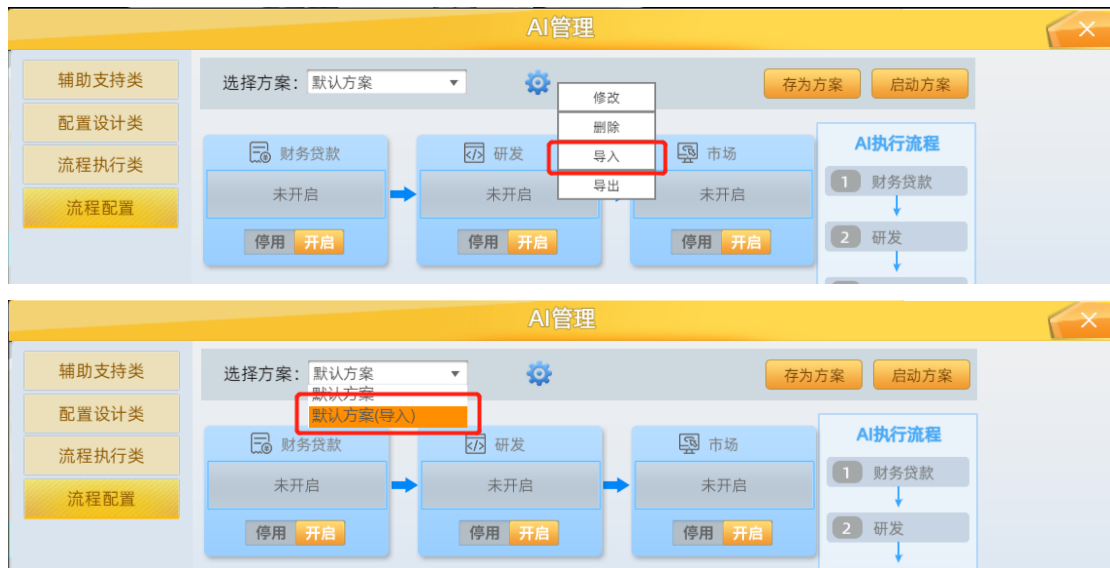 AI管理
辅助支持类
选择方案： 默认方案
修改
存为方案 启动方案
配置设计类
删除
财务贷款 研发 导入 市场 AI执行流程
流程执行类
1 财务贷款
未开启 未开启 导出 未开启
流程配置
2 研发
停用 开启 停用 开启 停用 开启
AI管理
辅助支持类
选择方案： 默认方案
存为方案 启动方案
默认方案
配置设计类
默认方案(导入)
财务贷款 研发 市场 AI执行流程
流程执行类
1 财务贷款
未开启 未开启 未开启
流程配置
2 研发
停用 开启 停用 开启 停用 开启